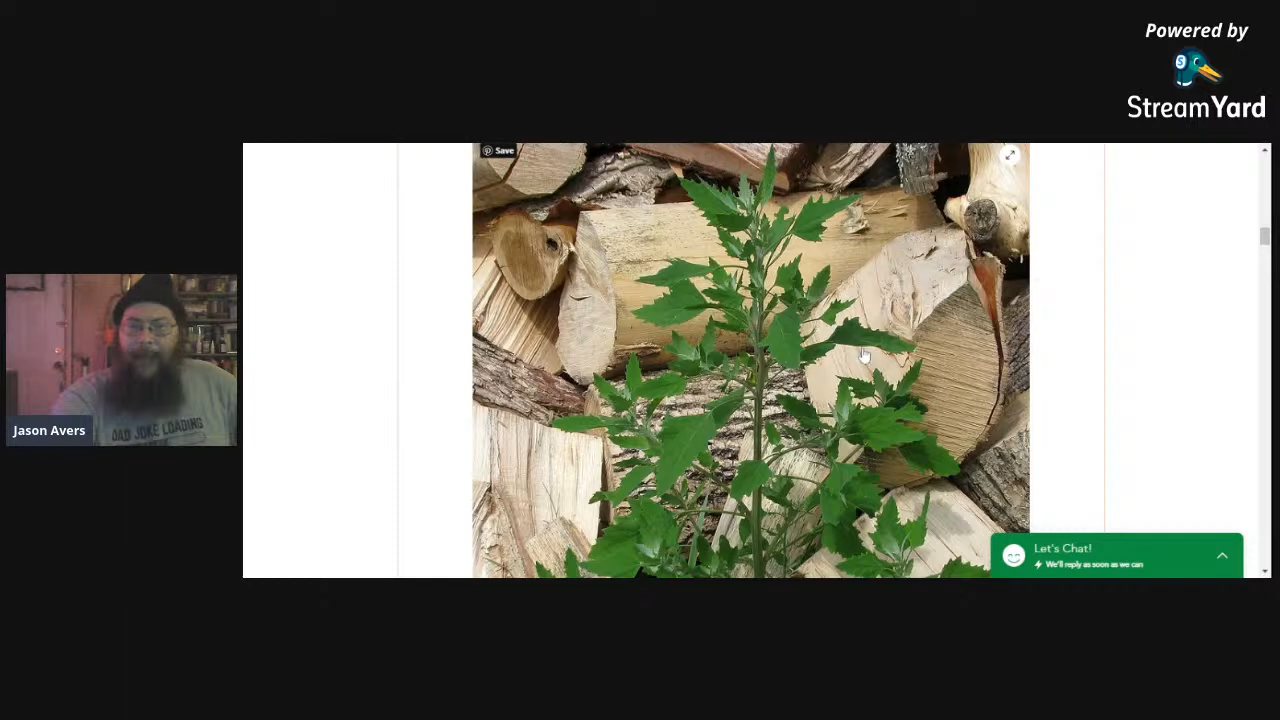 Powered by
StreamYard
Save
Jason Avers
DAD JOKE LOADING
Let's Chat!
We'll reply as soon as we can